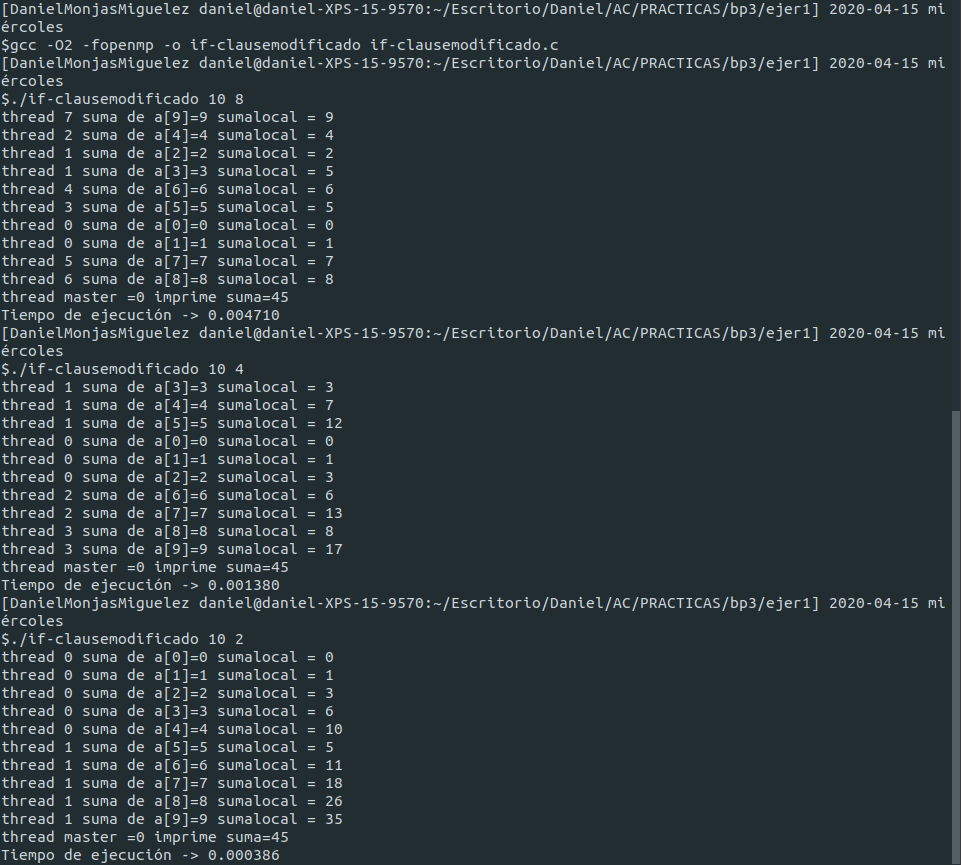 [DanielMonjasMiguelez daniel@daniel-XPS-15-9570:~/Escritorio/Daniel/AC/PRACTICAS/bp3/ejer1] 2020-04-15 mi
ércoles
$gcc -O2 -fopenmp -o if-clausemodificado if-clausemodificado.c
[DanielMonjasMiguelez daniel@daniel-XPS-15-9570:~/Escritorio/Daniel/AC/PRACTICAS/bp3/ejer1] 2020-04-15 mi
ércoles
$./if-clausemodificado 10 8
thread 7 suma de a[9]=9 sumalocal = 9
thread 2 suma de a[4]=4 sumalocal = 4
thread 1 suma de a[2]=2 sumalocal = 2
thread 1 suma de a[3]=3 sumalocal = 5
thread 4 suma de a[6]=6 sumalocal = 6
thread 3 suma de a[5]=5 sumalocal = 5
thread 0 suma de a[0]=0 sumalocal = 0
thread 0 suma de a[1]=1 sumalocal = 1
thread 5 suma de a[7]=7 sumalocal = 7
thread 6 suma de a[8]=8 sumalocal = 8
thread master =0 imprime suma=45
Tiempo de ejecución -> 0.004710
[DanielMonjasMiguelez daniel@daniel-XPS-15-9570:~/Escritorio/Daniel/AC/PRACTICAS/bp3/ejer1] 2020-04-15 mi
ércoles
$./if-clausemodificado 10 4
thread 1 suma de a[3]=3 sumalocal = 3
thread 1 suma de a[4]=4 sumalocal = 7
thread 1 suma de a[5]=5 sumalocal = 12
thread 0 suma de a[0]=0 sumalocal = 0
thread 0 suma de a[1]=1 sumalocal = 1
thread 0 suma de a[2]=2 sumalocal = 3
thread 2 suma de a[6]=6 sumalocal = 6
thread 2 suma de a[7]=7 sumalocal = 13
thread 3 suma de a[8]=8 sumalocal = 8
thread 3 suma de a[9]=9 sumalocal = 17
thread master =0 imprime suma=45
Tiempo de ejecución -> 0.001380
[DanielMonjasMiguelez daniel@daniel-XPS-15-9570:~/Escritorio/Daniel/AC/PRACTICAS/bp3/ejer1] 2020-04-15 mi
ércoles
$./if-clausemodificado 10 2
thread 0 suma de a[0]=0 sumalocal = 0
thread 0 suma de a[1]=1 sumalocal = 1
thread 0 suma de a[2]=2 sumalocal = 3
thread 0 suma de a[3]=3 sumalocal = 6
thread 0 suma de a[4]=4 sumalocal = 10
thread 1 suma de a[5]=5 sumalocal = 5
thread 1 suma de a[6]=6 sumalocal = 11
thread 1 suma de a[7]=7 sumalocal = 18
thread 1 suma de a[8]=8 sumalocal = 26
thread 1 suma de a[9]=9 sumalocal = 35
thread master =0 imprime suma=45
Tiempo de ejecución -> 0.000386